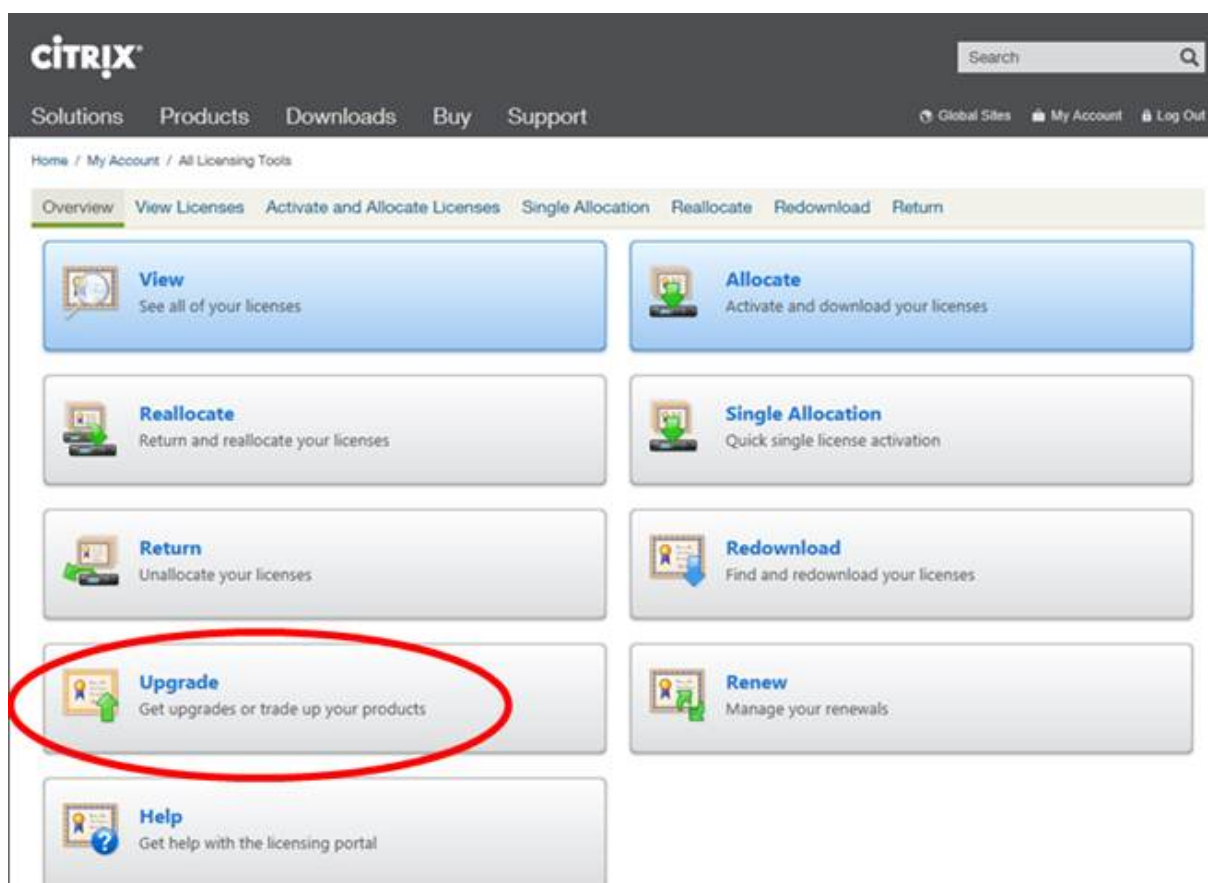 CİTRIX®
Search
Solutions Products Downloads Buy Support
Global Sites My Account Log Out
Home / My Account / All Licensing Tools
Overview View Licenses Activate and Allocate Licenses Single Allocation Reallocate Redownload Return
View
See all of your licenses
Allocate
Activate and download your licenses
Reallocate
Return and reallocate your licenses
Single Allocation
Quick single license activation
Return
Unallocate your licenses
Redownload
Find and redownload your licenses
Upgrade
Get upgrades or trade up your products
Renew
Manage your renewals
Help
Get help with the licensing portal